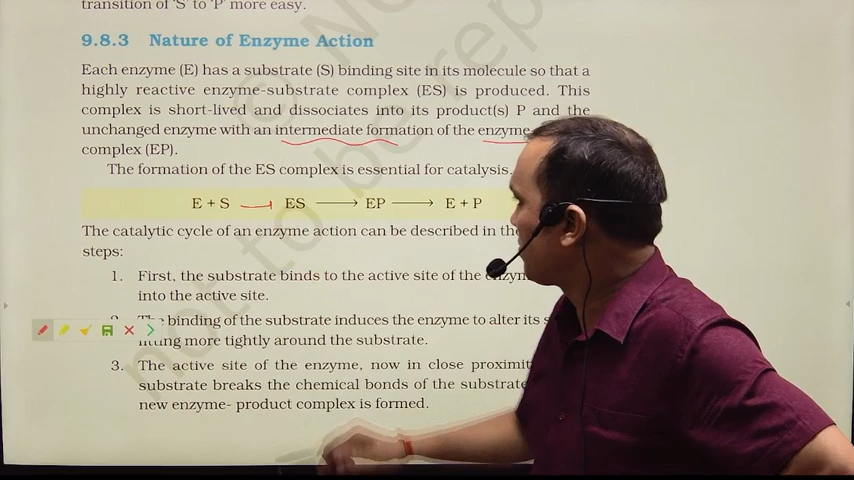 transition of 'S' to 'P' more easy.
9.8.3 Nature of Enzyme Action
Each enzyme (E) has a substrate (S) binding site in its molecule so that a
highly reactive enzyme-substrate complex (ES) is produced. This
complex is short-lived and dissociates into its product(s) P and the
unchanged enzyme with an intermediate formation of the enzyme
complex (EP).
The formation of the ES complex is essential for catalysis.
E + S ES ⟶ EP ⟶ E + P
The catalytic cycle of an enzyme action can be described in the
steps:
1. First, the substrate binds to the active site of the
into the active site.
binding of the substrate induces the enzyme to alter its
fitting more tightly around the substrate.
3. The active site of the enzyme, now in close
substrate breaks the chemical bonds of the substrate
new enzyme- product complex is formed.
not to be rep